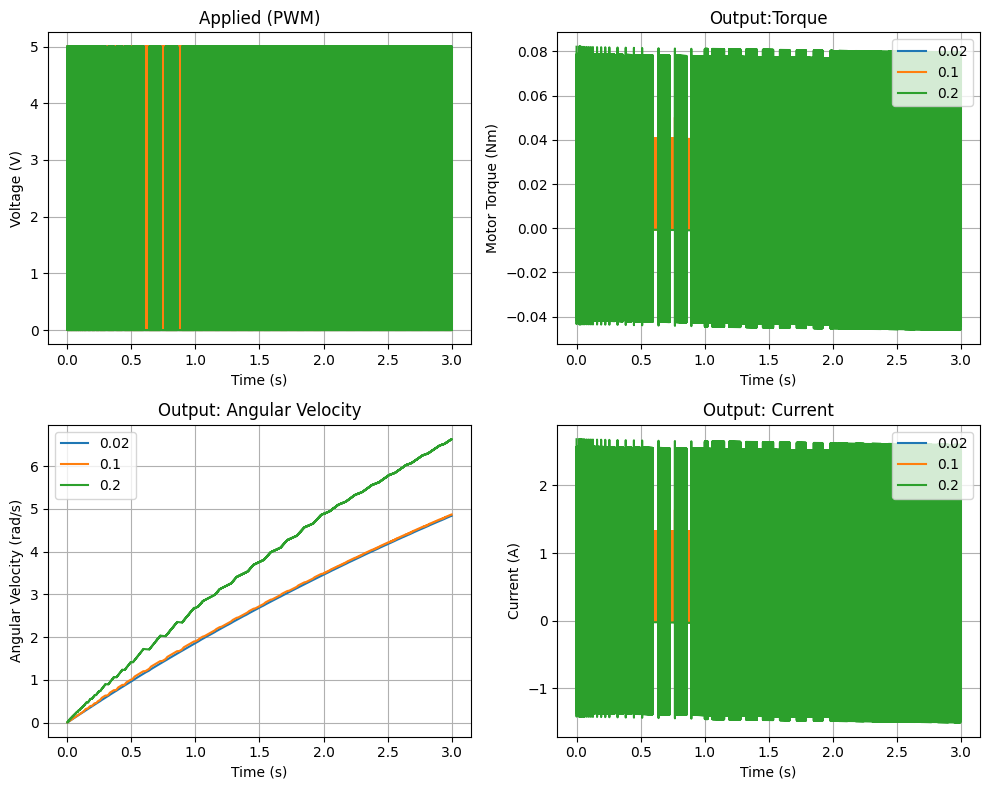 Applied (PWM)
Voltage (V)
5
4
3
2
1
0
0.0 0.5 1.0 1.5 2.0 2.5 3.0
Time (s)
Output:Torque
Motor Torque (Nm)
0.08
0.06
0.04
0.02
0.00
−0.02
−0.04
0.02
0.1
0.2
0.0 0.5 1.0 1.5 2.0 2.5 3.0
Time (s)
Output: Angular Velocity
Angular Velocity (rad/s)
6
5
4
3
2
1
0
0.02
0.1
0.2
0.0 0.5 1.0 1.5 2.0 2.5 3.0
Time (s)
Output: Current
Current (A)
2
1
0
−1
0.02
0.1
0.2
0.0 0.5 1.0 1.5 2.0 2.5 3.0
Time (s)